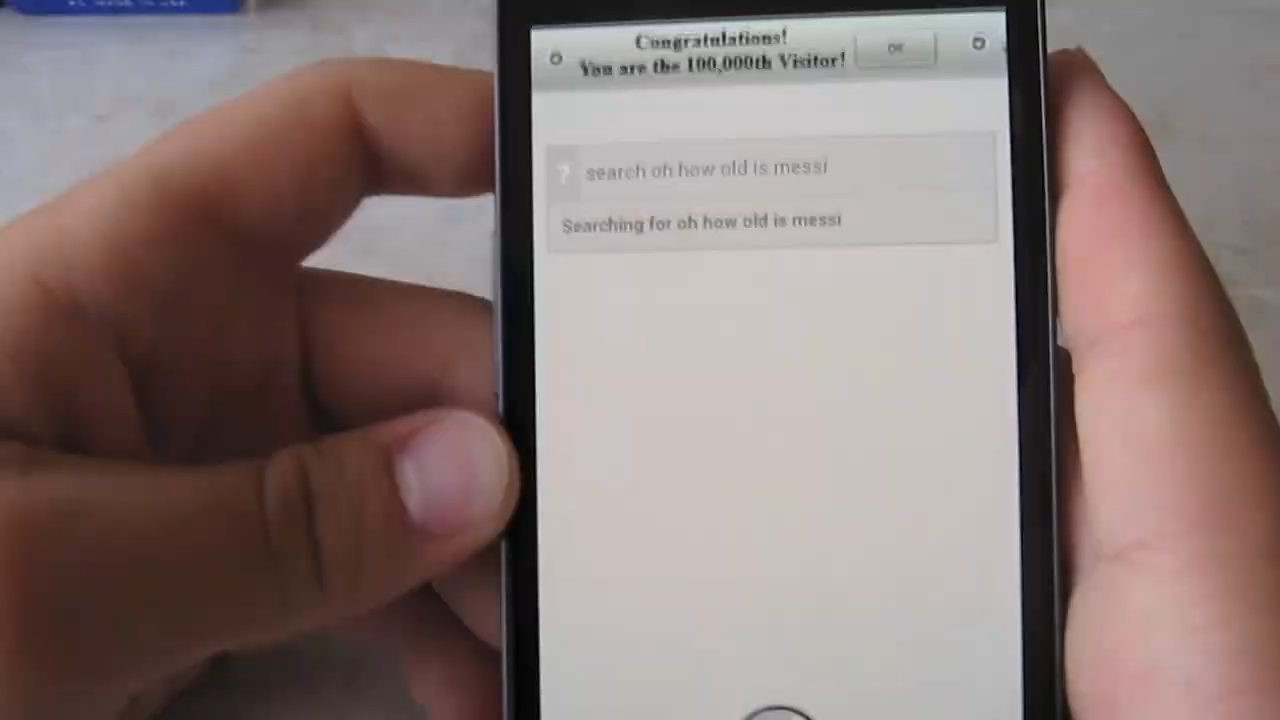 Congratulations!
You are the 100,000th Visitor!
OK
? search oh how old is messi
Searching for oh how old is messi